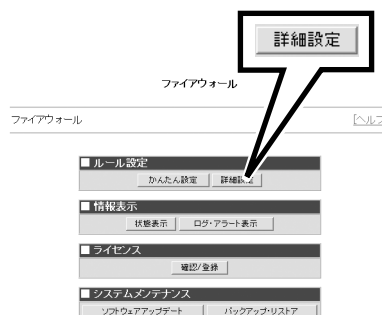 詳細設定
ファイアウォール
ファイアウォール [ヘルプ
■ ルール設定
かんたん設定 詳細設定
■ 情報表示
状態表示 ログ・アラート表示
■ ライセンス
確認/登録
■ システムメンテナンス
ソフトウェアアップデート バックアップ・リストア